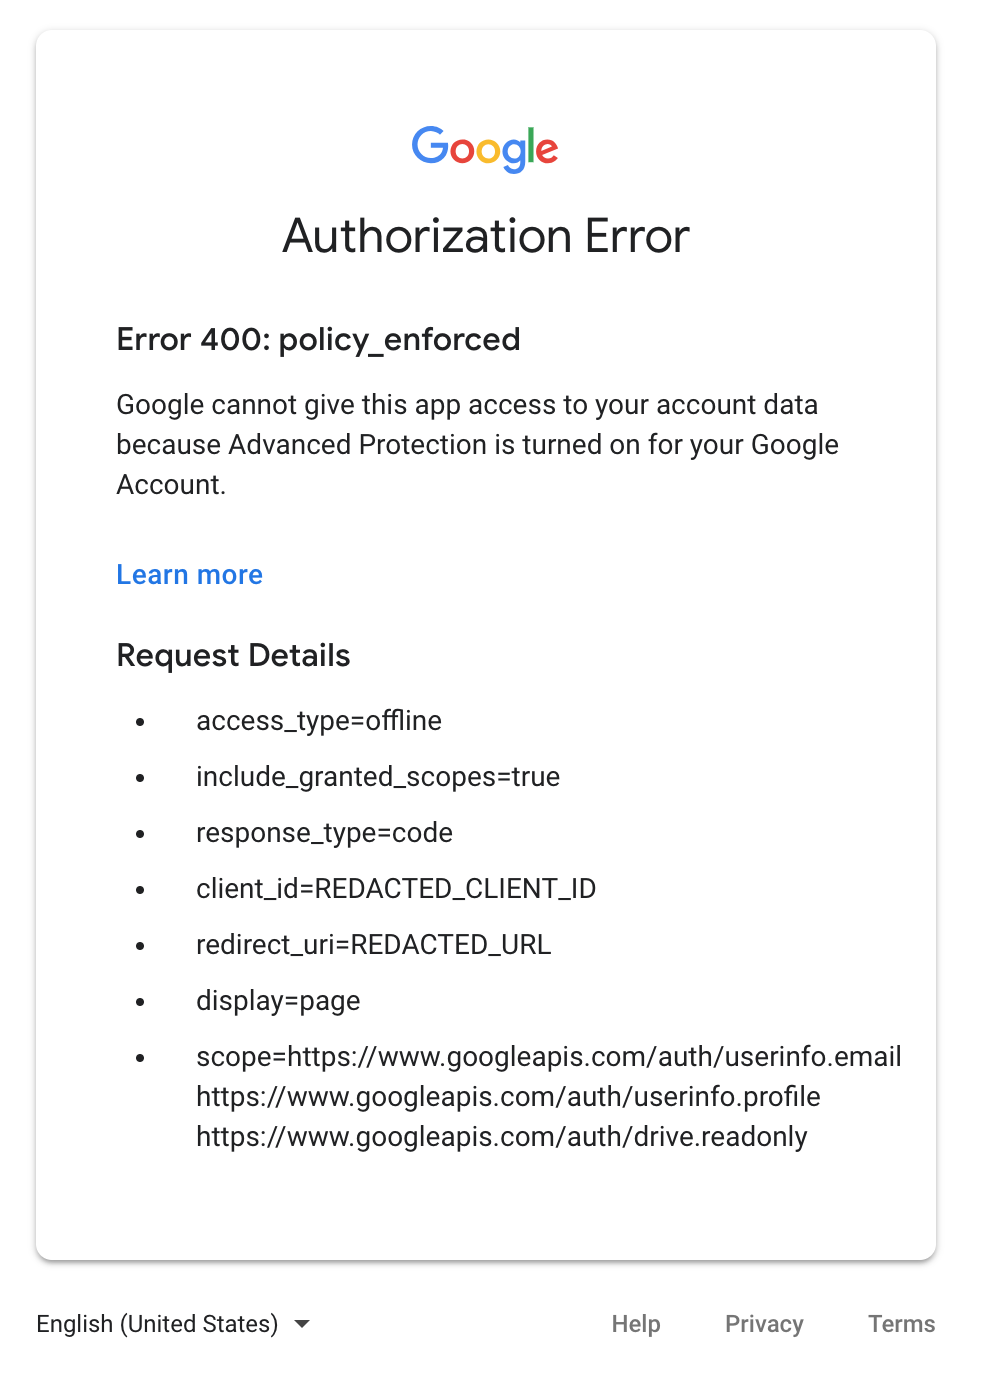 Google
Authorization Error
Error 400: policy_enforced
Google cannot give this app access to your account data
because Advanced Protection is turned on for your Google
Account.
Learn more
Request Details
• access_type=offline
• include_granted_scopes=true
• response_type=code
• client_id=REDACTED_CLIENT_ID
• redirect_uri=REDACTED_URL
• display=page
• scope=https://www.googleapis.com/auth/userinfo.email
https://www.googleapis.com/auth/userinfo.profile
https://www.googleapis.com/auth/drive.readonly
English (United States) Help Privacy Terms